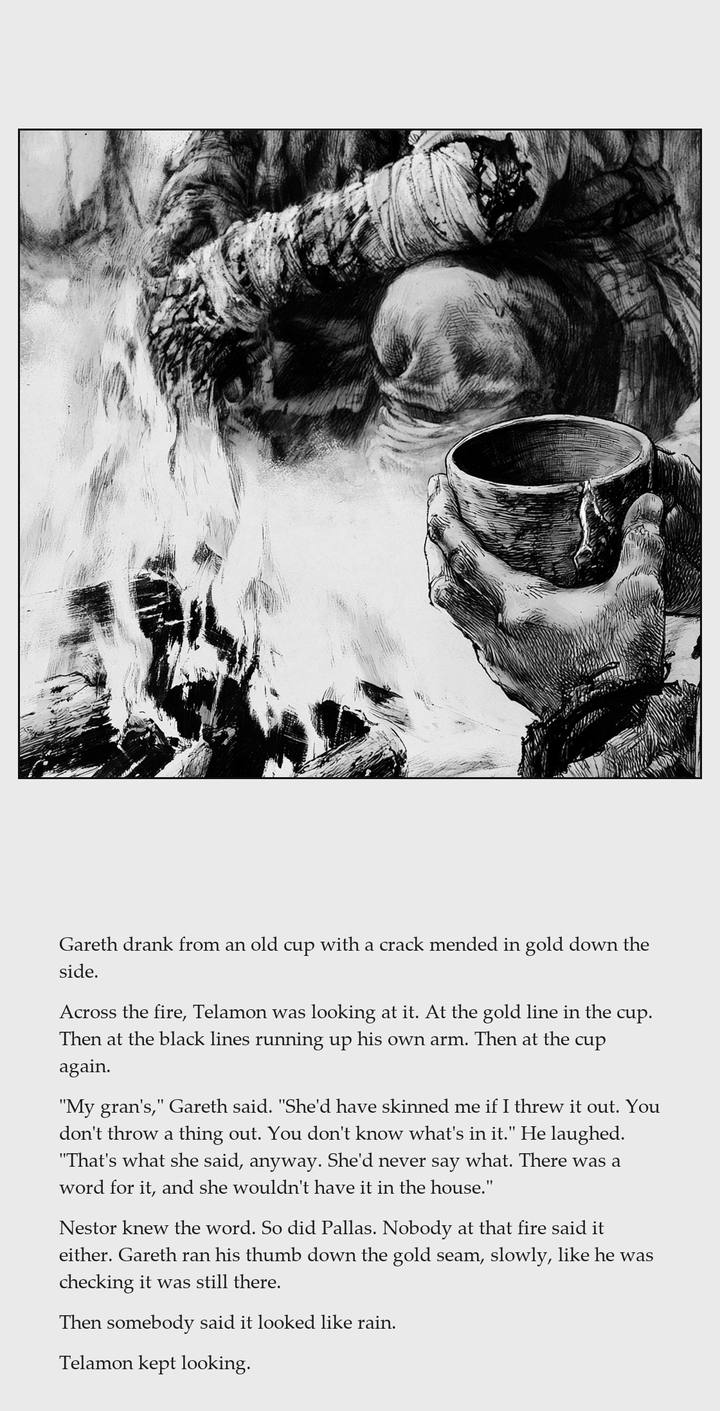 Gareth drank from an old cup with a crack mended in gold down the
side.
Across the fire, Telamon was looking at it. At the gold line in the cup.
Then at the black lines running up his own arm. Then at the cup
again.
"My gran's," Gareth said. "She'd have skinned me if I threw it out. You
don't throw a thing out. You don't know what's in it." He laughed.
"That's what she said, anyway. She'd never say what. There was a
word for it, and she wouldn't have it in the house."
Nestor knew the word. So did Pallas. Nobody at that fire said it
either. Gareth ran his thumb down the gold seam, slowly, like he was
checking it was still there.
Then somebody said it looked like rain.
Telamon kept looking.